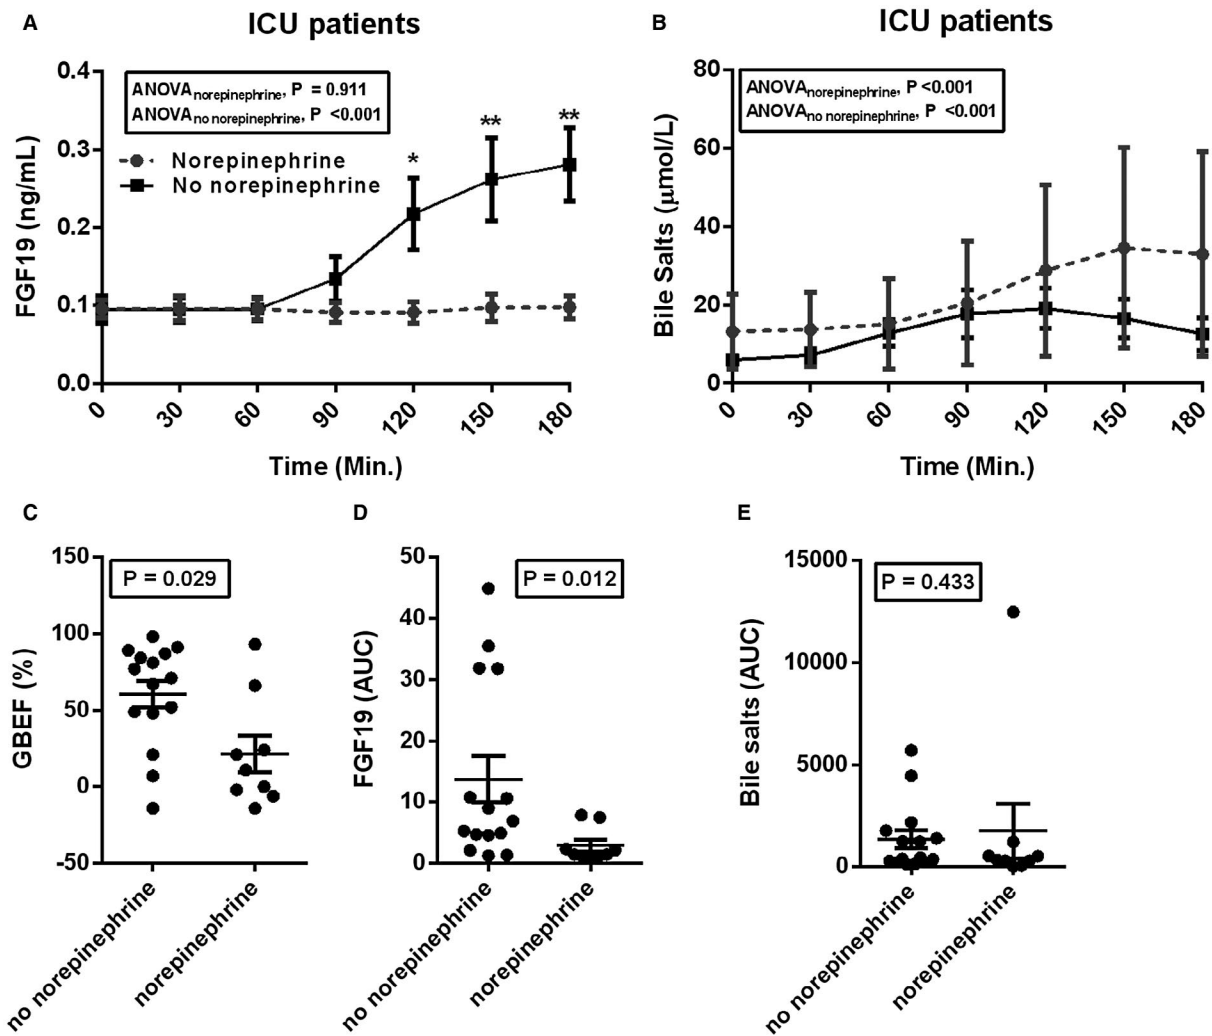 A
ICU patients
0.4
0.3
0.2
0.1
0.0
FGF19 (ng/mL)
ANOVAnorepinephrine, P = 0.911
ANOVAno norepinephrine, P <0.001
Norepinephrine
No norepinephrine
*
**
**
0
30
60
90
120
150
180
Time (Min.)
B
ICU patients
80
60
40
20
0
Bile Salts (μmol/L)
ANOVAnorepinephrine, P <0.001
ANOVAno norepinephrine, P <0.001
0
30
60
90
120
150
180
Time (Min.)
C
150
100
50
0
-50
GBEF (%)
P = 0.029
no norepinephrine
norepinephrine
D
50
40
30
20
10
0
FGF19 (AUC)
P = 0.012
no norepinephrine
norepinephrine
E
15000
10000
5000
0
Bile salts (AUC)
P = 0.433
no norepinephrine
norepinephrine